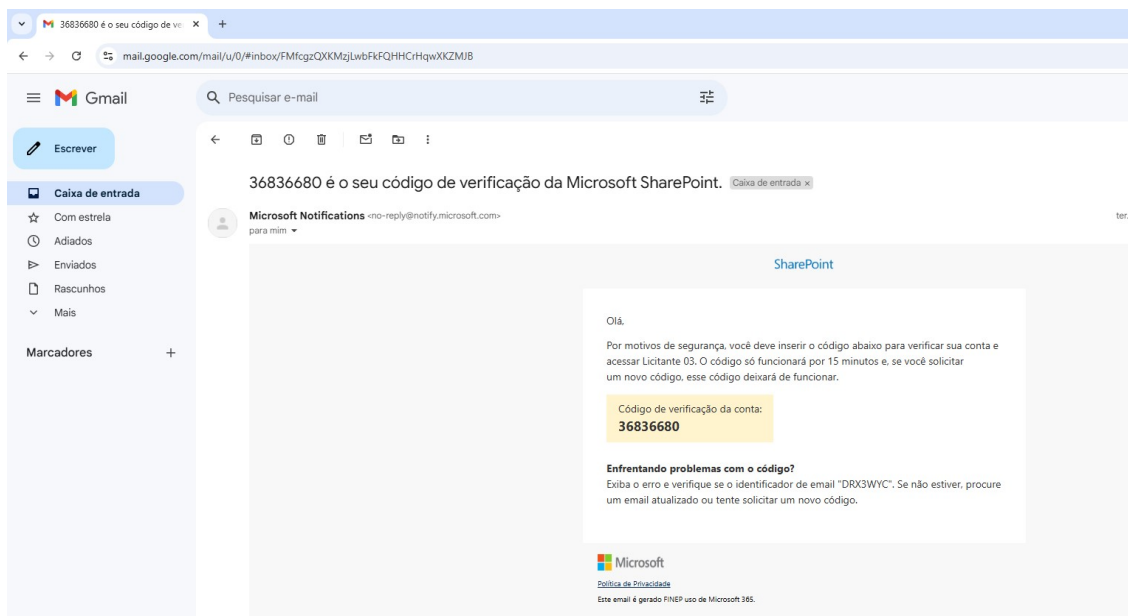 36836680 é o seu código de ve
mail.google.com/mail/u/0/#inbox/FMfcgzQXKMzjLwbFkFQHHCrHqwXKZMJB
Gmail
Pesquisar e-mail
Escrever
Caixa de entrada
Com estrela
Adiados
Enviados
Rascunhos
Mais
Marcadores
36836680 é o seu código de verificação da Microsoft SharePoint. Caixa de entrada x
Microsoft Notifications <no-reply@notify.microsoft.com>
ter.
para mim
SharePoint
Olá,
Por motivos de segurança, você deve inserir o código abaixo para verificar sua conta e
acessar Licitante 03. O código só funcionará por 15 minutos e, se você solicitar
um novo código, esse código deixará de funcionar.
Código de verificação da conta:
36836680
Enfrentando problemas com o código?
Exiba o erro e verifique se o identificador de email "DRX3WYC". Se não estiver, procure
um email atualizado ou tente solicitar um novo código.
Microsoft
Política de Privacidade
Este email é gerado FINEP uso de Microsoft 365.